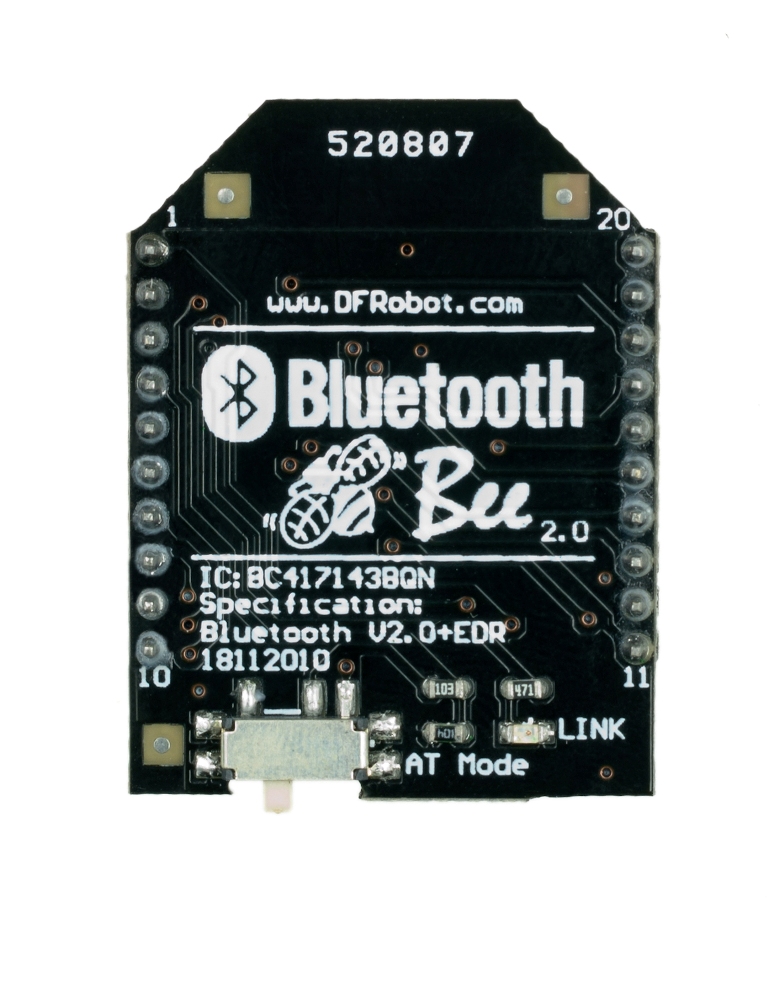 520807
1 20
www.DFRobot.com
Bluetooth
Bee 2.0
IC:BC417143BQN
Specification:
Bluetooth V2.0+EDR
18112010
10 11
103 471
LINK
AT Mode